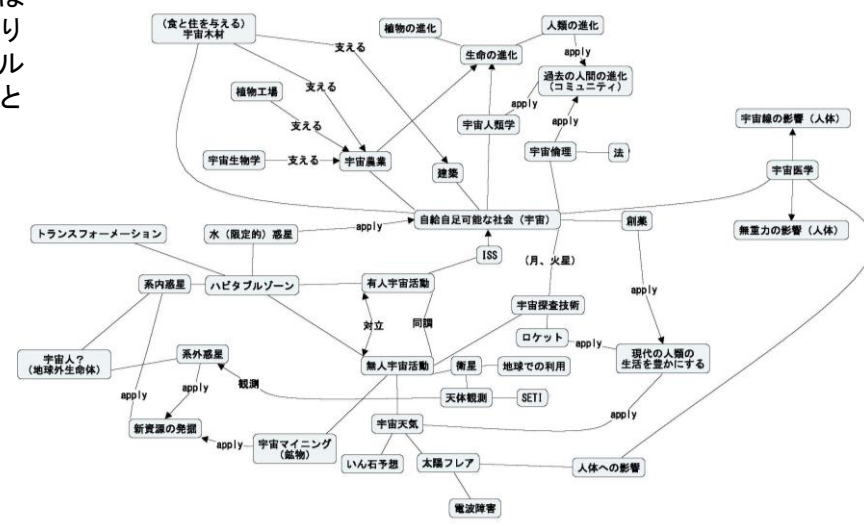 は
り
ル
と
(食と住を与える)
宇宙木材
植物の進化
人類の進化
支える
生命の進化
apply
過去の人間の進化
(コミュニティ)
植物工場
支える
apply
支える
宇宙人類学
apply
宇宙線の影響(人体)
宇宙生物学
支える
宇宙農業
建築
宇宙倫理
法
宇宙医学
自給自足可能な社会(宇宙)
創薬
無重力の影響(人体)
トランスフォーメーション
水(限定的)惑星
apply
ISS
(月、火星)
系内惑星
ハビタブルゾーン
有人宇宙活動
apply
対立
同調
宇宙探査技術
ロケット
apply
現代の人類の
生活を豊かにする
宇宙人?
(地球外生命体)
系外惑星
無人宇宙活動
衛星
地球での利用
apply
apply
観測
天体観測
SETI
新資源の発掘
apply
宇宙マイニング
(鉱物)
宇宙天気
apply
いん石予想
太陽フレア
人体への影響
電波障害